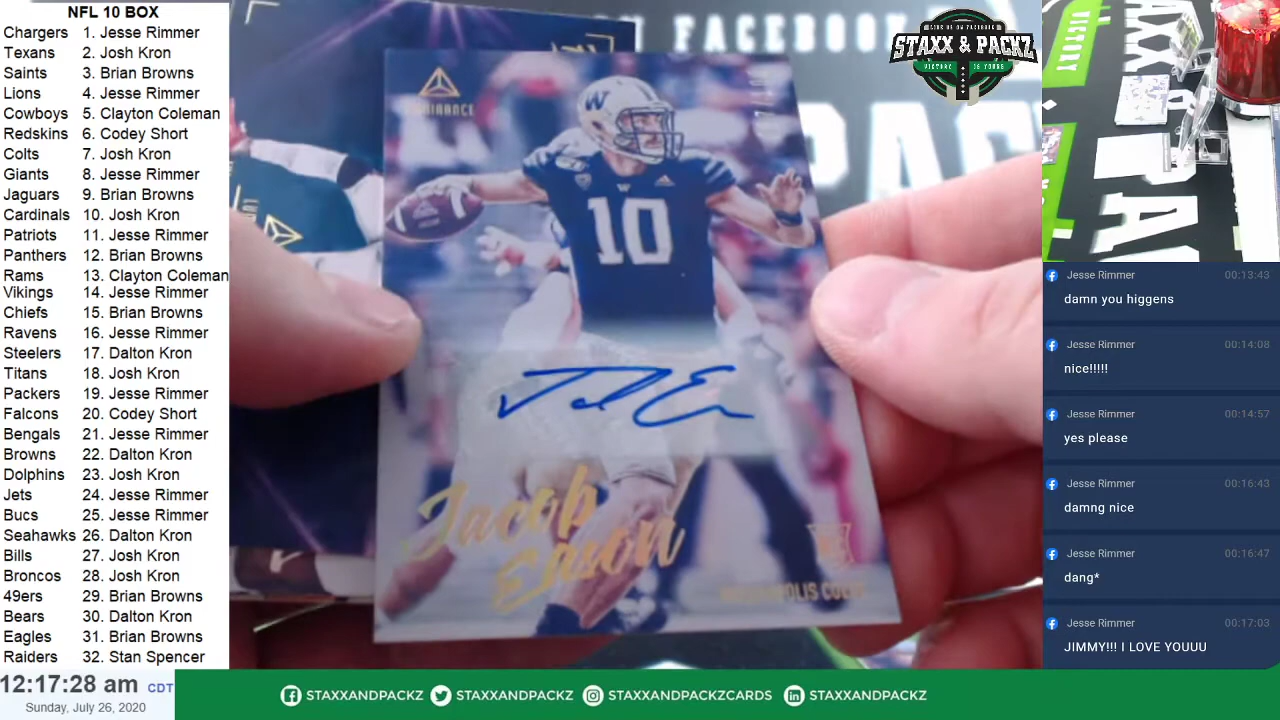 NFL 10 BOX
Chargers 1. Jesse Rimmer
Texans 2. Josh Kron
Saints 3. Brian Browns
Lions 4. Jesse Rimmer
Cowboys 5. Clayton Coleman
Redskins 6. Codey Short
Colts 7. Josh Kron
Giants 8. Jesse Rimmer
Jaguars 9. Brian Browns
Cardinals 10. Josh Kron
Patriots 11. Jesse Rimmer
Panthers 12. Brian Browns
Rams 13. Clayton Coleman
Vikings 14. Jesse Rimmer
Chiefs 15. Brian Browns
Ravens 16. Jesse Rimmer
Steelers 17. Dalton Kron
Titans 18. Josh Kron
Packers 19. Jesse Rimmer
Falcons 20. Codey Short
Bengals 21. Jesse Rimmer
Browns 22. Dalton Kron
Dolphins 23. Josh Kron
Jets 24. Jesse Rimmer
Bucs 25. Jesse Rimmer
Seahawks 26. Dalton Kron
Bills 27. Josh Kron
Broncos 28. Josh Kron
49ers 29. Brian Browns
Bears 30. Dalton Kron
Eagles 31. Brian Browns
Raiders 32. Stan Spencer
12:17:28 am CDT
Sunday, July 26, 2020
FACEBOOK
LUMINANCE
W
W
10
Jacob
Eason
INDIANAPOLIS COLTS
STAXX & PACKZ
VICTORY IS YOURS
VICTORY
Jesse Rimmer 00:13:43
damn you higgens
Jesse Rimmer 00:14:08
nice!!!!!
Jesse Rimmer 00:14:57
yes please
Jesse Rimmer 00:16:43
damng nice
Jesse Rimmer 00:16:47
dang*
Jesse Rimmer 00:17:03
JIMMY!!! I LOVE YOUUU
STAXXANDPACKZ STAXXANDPACKZ STAXXANDPACKZCARDS STAXXANDPACKZ